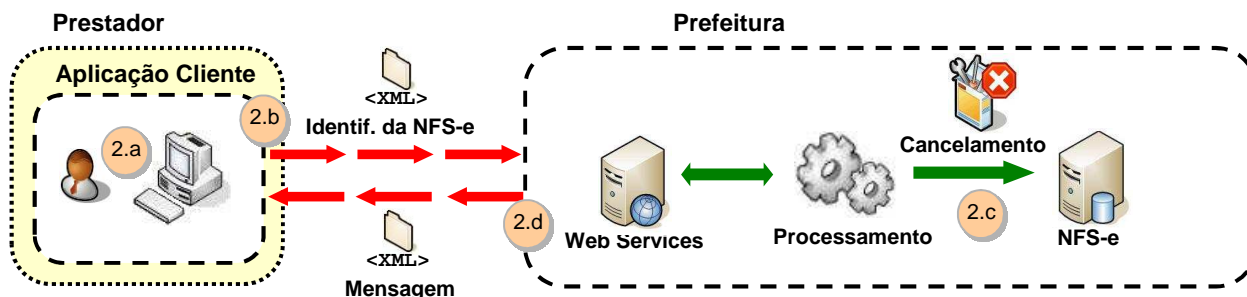 Prestador
Prefeitura
Aplicação Cliente
<XML>
2.b
Identif. da NFS-e
2.a
Cancelamento
2.c
2.d
Web Services
Processamento
NFS-e
<XML>
Mensagem